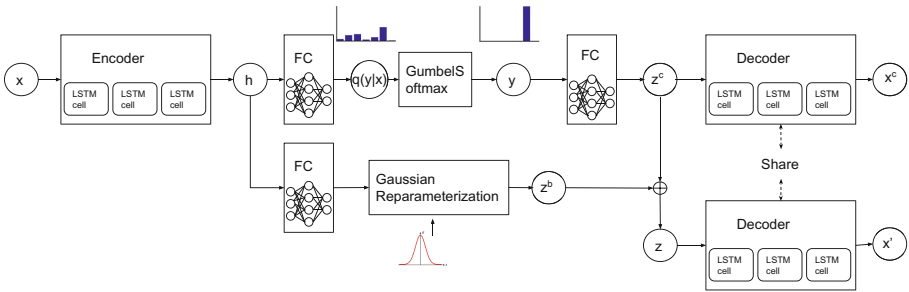 x
Encoder
LSTM
cell
LSTM
cell
LSTM
cell
h
FC
q(y|x)
GumbelS
oftmax
y
FC
z^c
Decoder
LSTM
cell
LSTM
cell
LSTM
cell
x^c
Share
FC
Gaussian
Reparameterization
z^b
z
Decoder
LSTM
cell
LSTM
cell
LSTM
cell
x'